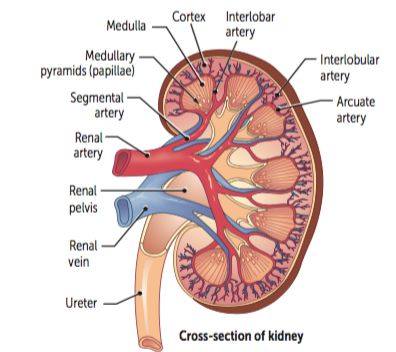 Medulla
Cortex
Interlobar
artery
Medullary
pyramids (papillae)
Segmental
artery
Renal
artery
Renal
pelvis
Renal
vein
Ureter
Interlobular
artery
Arcuate
artery
Cross-section of kidney